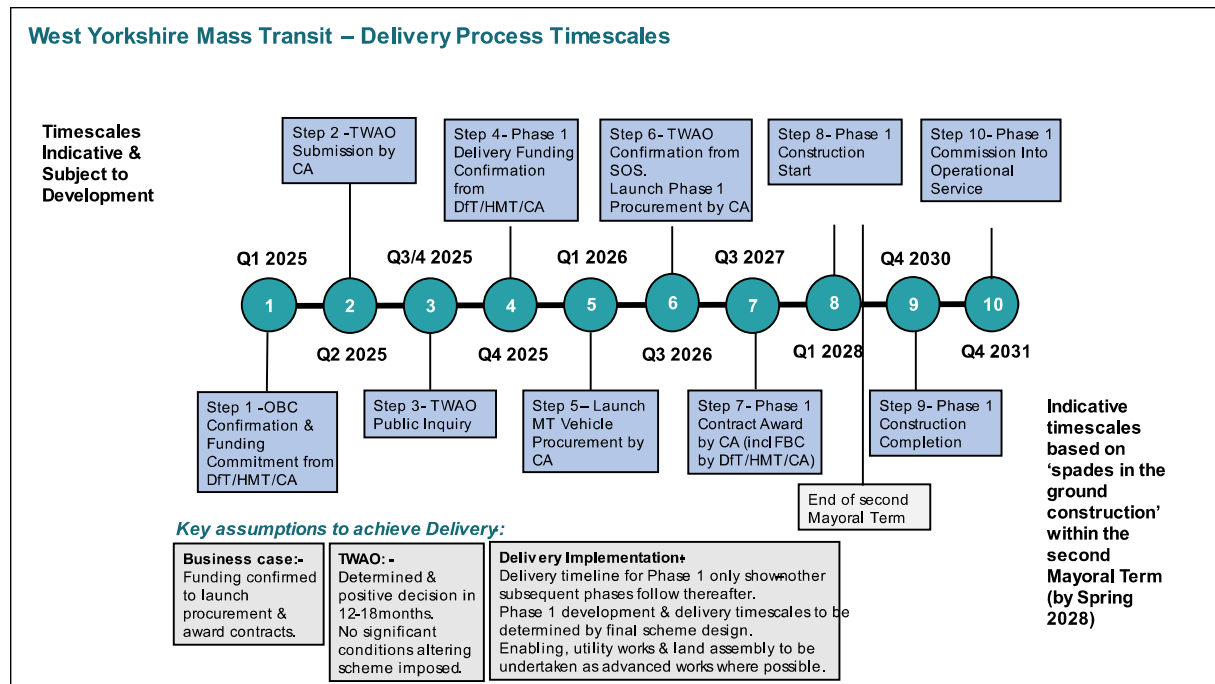 West Yorkshire Mass Transit – Delivery Process Timescales
Timescales
Indicative &
Subject to
Development
Step 2 -TWAO
Submission by
CA
Step 4- Phase 1
Delivery Funding
Confirmation
from
DfT/HMT/CA
Step 6- TWAO
Confirmation from
SOS.
Launch Phase 1
Procurement by CA
Step 8- Phase 1
Construction
Start
Step 10- Phase 1
Commission Into
Operational
Service
Q1 2025
Q3/4 2025
Q1 2026
Q3 2027
Q4 2030
1
2
3
4
5
6
7
8
9
10
Q2 2025
Q4 2025
Q3 2026
Q1 2028
Q4 2031
Step 1 -OBC
Confirmation &
Funding
Commitment from
DfT/HMT/CA
Step 3- TWAO
Public Inquiry
Step 5– Launch
MT Vehicle
Procurement by
CA
Step 7- Phase 1
Contract Award
by CA (incl FBC
by DfT/HMT/CA)
Step 9- Phase 1
Construction
Completion
End of second
Mayoral Term
Indicative
timescales
based on
‘spades in the
ground
construction’
within the
second
Mayoral Term
(by Spring
2028)
Key assumptions to achieve Delivery:
Business case:-
Funding confirmed
to launch
procurement &
award contracts.
TWAO: -
Determined &
positive decision in
12-18months.
No significant
conditions altering
scheme imposed.
Delivery Implementation:-
Delivery timeline for Phase 1 only shown–other
subsequent phases follow thereafter.
Phase 1 development & delivery timescales to be
determined by final scheme design.
Enabling, utility works & land assembly to be
undertaken as advanced works where possible.